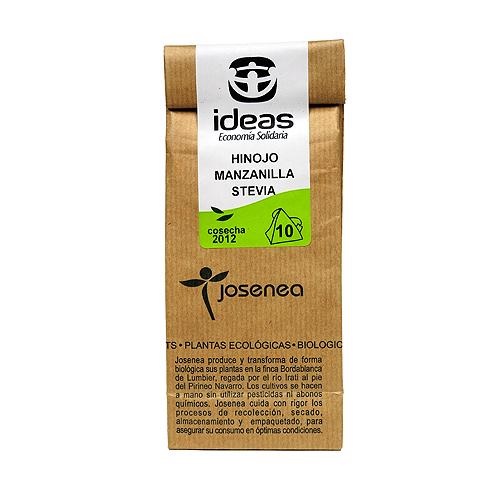 ideas
Economía Solidaria
HINOJO
MANZANILLA
STEVIA
cosecha
2012
10
josenea
TS • PLANTAS ECOLÓGICAS • BIOLOGIC
Josenea produce y transforma de forma
biológica sus plantas en la finca Bordablanca
de Lumbier, regada por el río Irati al pie
del Pirineo Navarro. Los cultivos se hacen
a mano sin utilizar pesticidas ni abonos
químicos. Josenea cuida con rigor los
procesos de recolección, secado,
almacenamiento y empaquetado, para
asegurar su consumo en óptimas condiciones.